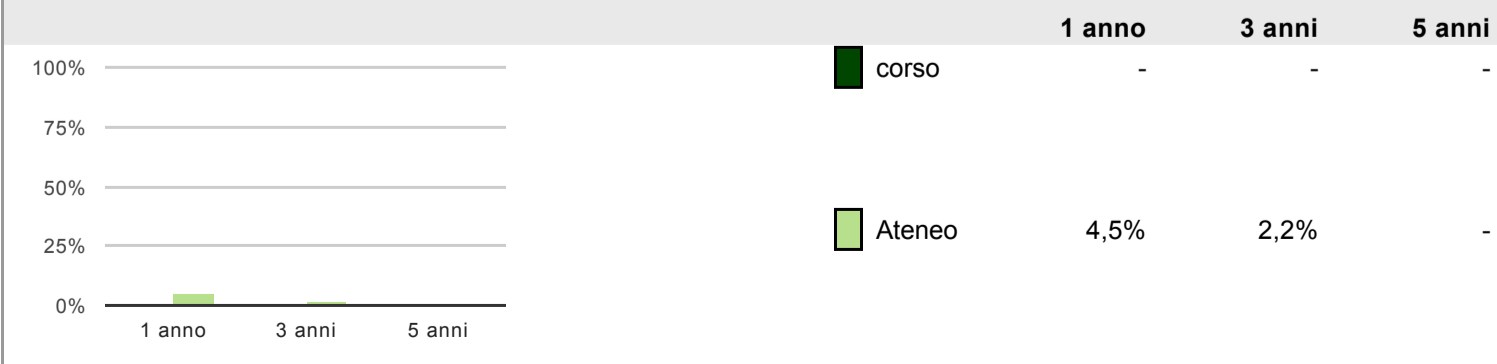 1 anno 3 anni 5 anni
100%
75%
50%
25%
0%
1 anno 3 anni 5 anni
corso - - -
Ateneo 4,5% 2,2% -